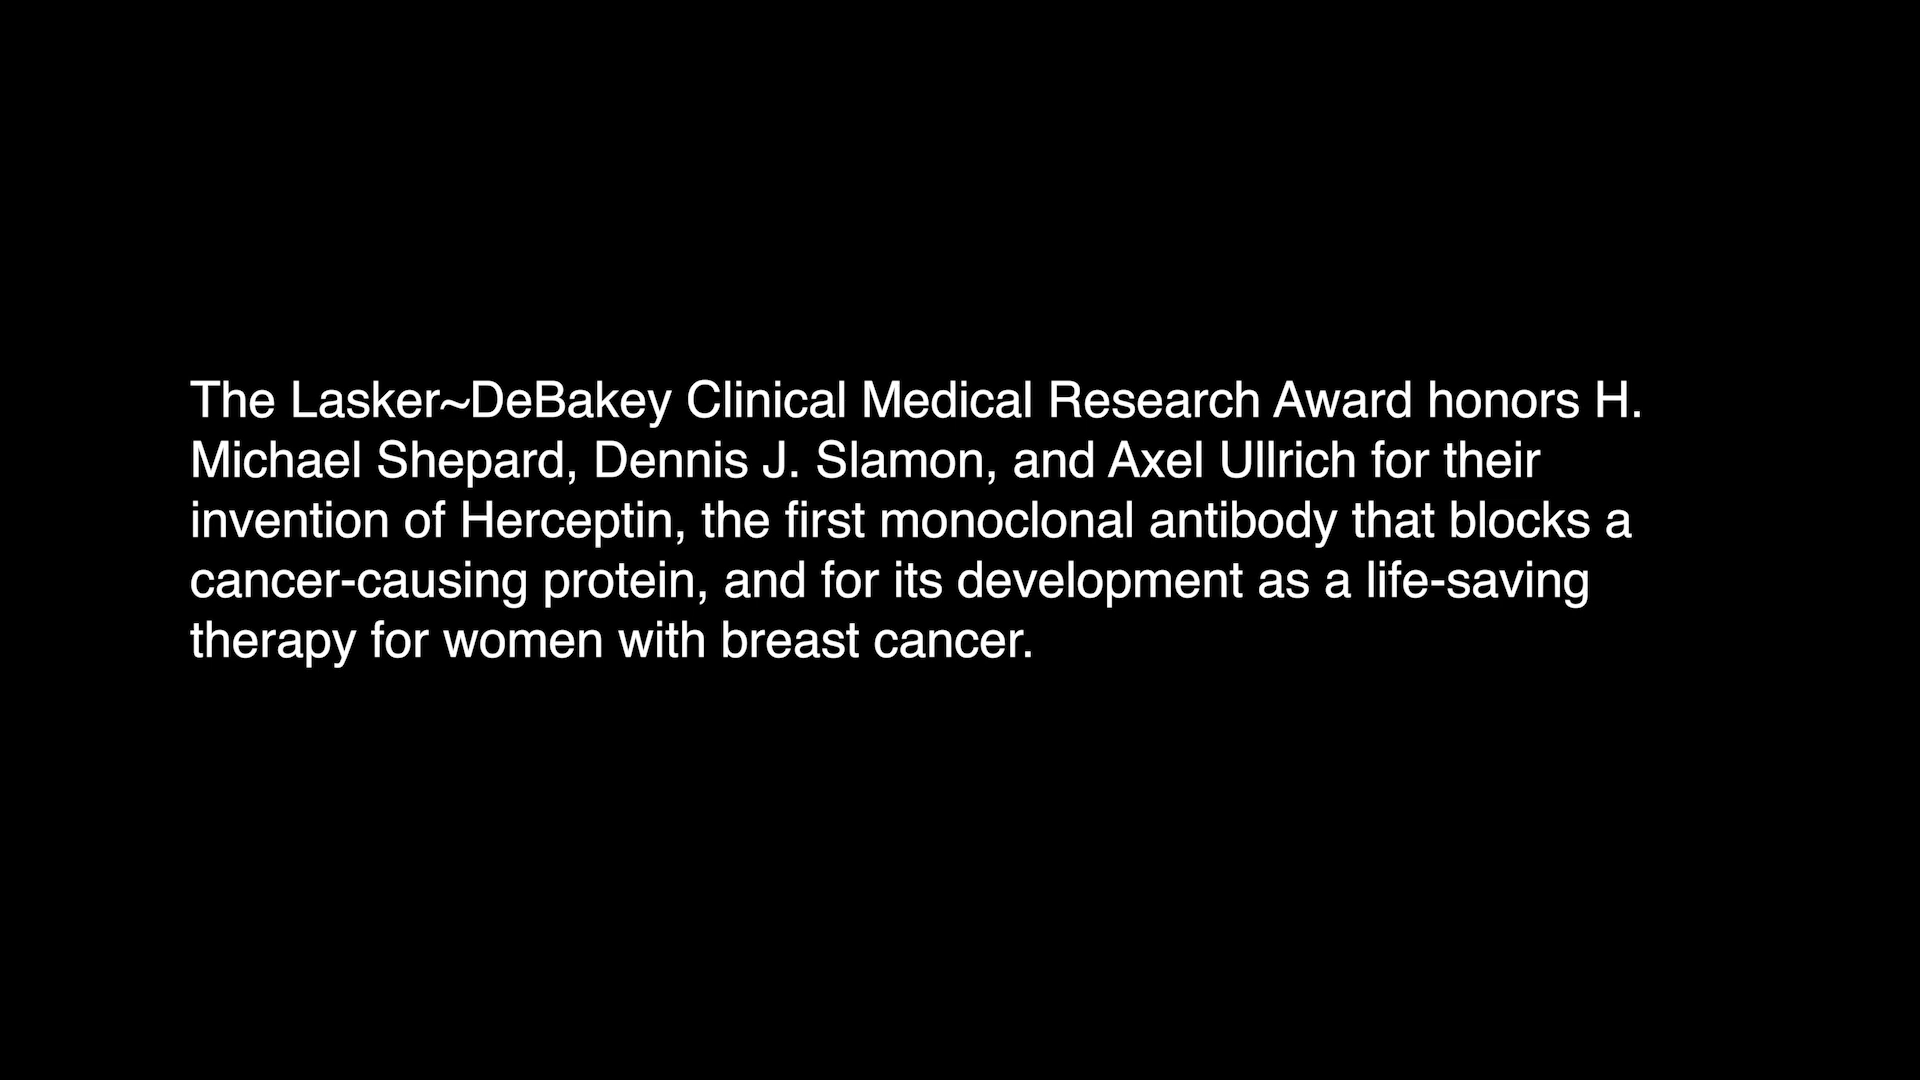 The Lasker~DeBakey Clinical Medical Research Award honors H.
Michael Shepard, Dennis J. Slamon, and Axel Ullrich for their
invention of Herceptin, the first monoclonal antibody that blocks a
cancer-causing protein, and for its development as a life-saving
therapy for women with breast cancer.